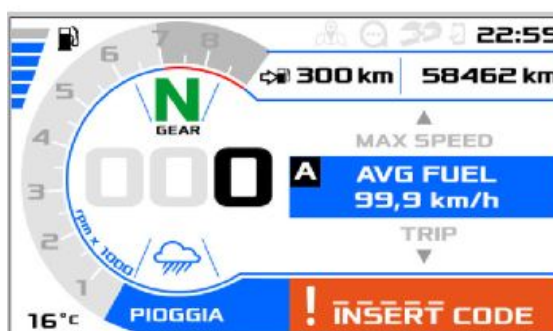 22:59
300 km
58462 km
8
7
6
5
4
3
2
1
rpm x 1000
N
GEAR
000
MAX SPEED
A
AVG FUEL
99,9 km/h
TRIP
16°c
PIOGGIA
! INSERT CODE